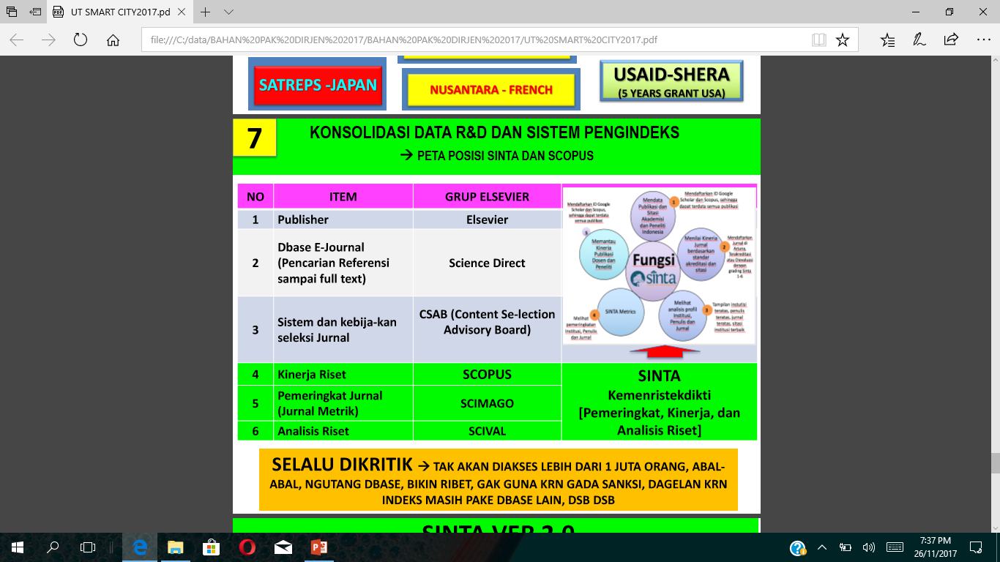 UT SMART CITY2017.pd
file:///C:/data/BAHAN%20PAK%20DIRJEN%202017/BAHAN%20PAK%20DIRJEN%202017/UT%20SMART%20CITY2017.pdf
SATREPS -JAPAN
NUSANTARA - FRENCH
USAID-SHERA
(5 YEARS GRANT USA)
7
KONSOLIDASI DATA R&D DAN SISTEM PENGINDEKS
→ PETA POSISI SINTA DAN SCOPUS
NO ITEM GRUP ELSEVIER
1 Publisher Elsevier
2 Dbase E-Journal
(Pencarian Referensi
sampai full text)
Science Direct
3 Sistem dan kebija-kan
seleksi Jurnal
CSAB (Content Se-lection
Advisory Board)
4 Kinerja Riset SCOPUS
5 Pemeringkat Jurnal
(Jurnal Metrik)
SCIMAGO
6 Analisis Riset SCIVAL
Fungsi
sinta
Mendata
Publikasi dan
Sitasi
Akademisi
dan Peneliti
Indonesia
1
Mendaftarkan ID Google
Scholar dan Scopus, sehingga
dapat terdata semua publikasi
Menilai Kinerja
Jurnal
berdasarkan
standar
akreditasi dan
sitasi
2
Mendaftarkan
Jurnal di
Arjuna,
Terakreditasi
atau Dievaluasi
dengan
grading Sinta
1-6
Melihat
analisis profil
Institusi,
Penulis dan
Jurnal
3
Tampilan institusi
teratas, penulis
teratas, jurnal
teratas, sitasi
institusi terbaik
SINTA Metrics
4
Melihat
pemeringkatan
Institusi, Penulis
dan Jurnal
Memantau
Kinerja
Publikasi
Dosen dan
Peneliti
5
Mendaftarkan ID Google
Scholar dan Scopus,
sehingga dapat terdata
semua publikasi
SINTA
Kemenristekdikti
[Pemeringkat, Kinerja, dan
Analisis Riset]
SELALU DIKRITIK → TAK AKAN DIAKSES LEBIH DARI 1 JUTA ORANG, ABAL-
ABAL, NGUTANG DBASE, BIKIN RIBET, GAK GUNA KRN GADA SANKSI, DAGELAN KRN
INDEKS MASIH PAKE DBASE LAIN, DSB DSB
SINTA VER 2.0
7:37 PM
26/11/2017